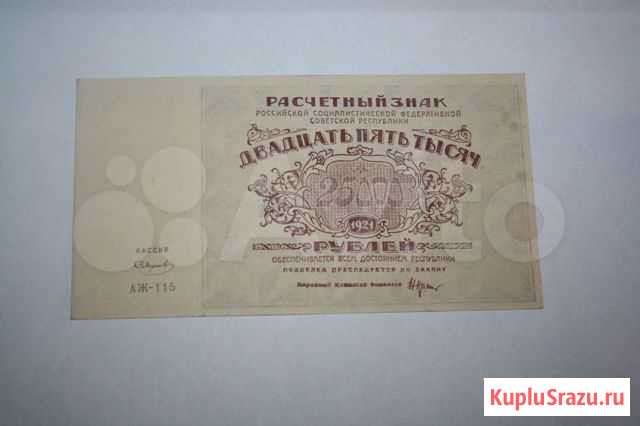 РАСЧЕТНЫЙ ЗНАК
РОССИЙСКОЙ СОЦИАЛИСТИЧЕСКОЙ ФЕДЕРАТИВНОЙ
СОВЕТСКОЙ РЕСПУБЛИКИ
ДВАДЦАТЬ ПЯТЬ ТЫСЯЧ
25000
1921
РУБЛЕЙ
ОБЕСПЕЧИВАЕТСЯ ВСЕМ ДОСТОЯНИЕМ РЕСПУБЛИКИ
ПОДДЕЛКА ПРЕСЛЕДУЕТСЯ ПО ЗАКОНУ
Народный Комиссар Финансов
КАССИР
АЖ-115
Avito
KupluSrazu.ru